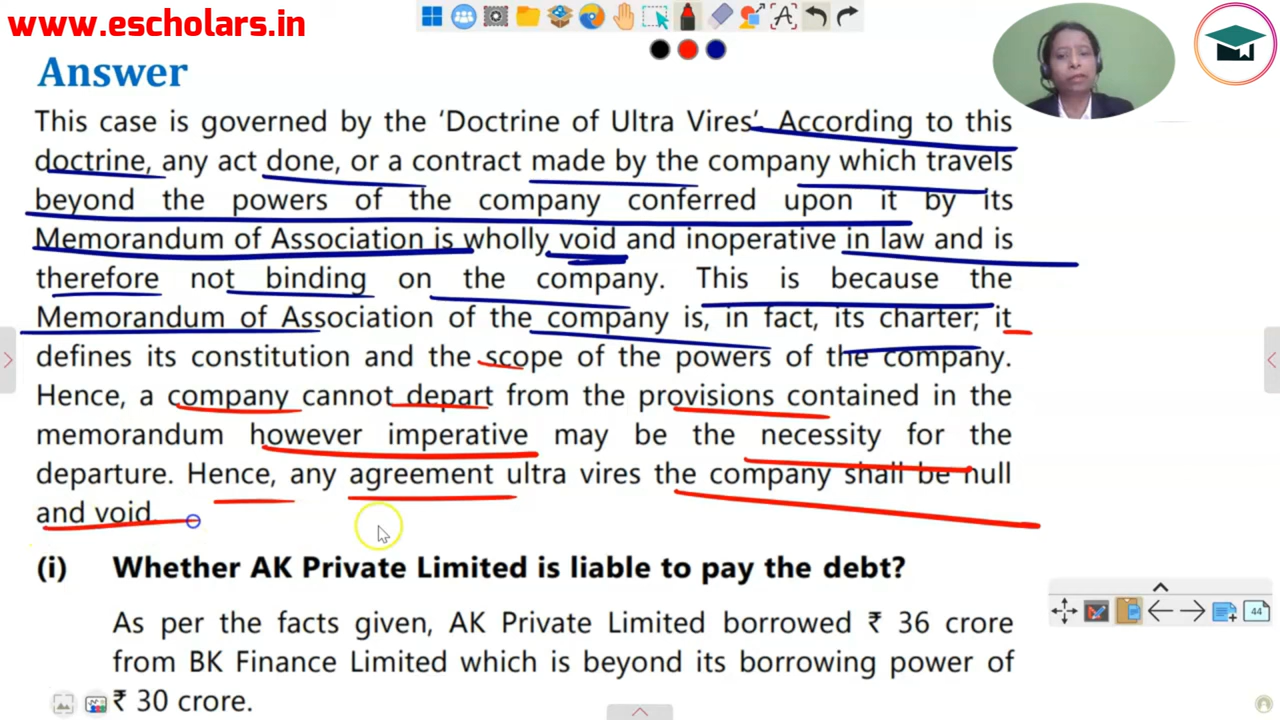 www.escholars.in
Answer
This case is governed by the ‘Doctrine of Ultra Vires’. According to this
doctrine, any act done, or a contract made by the company which travels
beyond the powers of the company conferred upon it by its
Memorandum of Association is wholly void and inoperative in law and is
therefore not binding on the company. This is because the
Memorandum of Association of the company is, in fact, its charter; it
defines its constitution and the scope of the powers of the company.
Hence, a company cannot depart from the provisions contained in the
memorandum however imperative may be the necessity for the
departure. Hence, any agreement ultra vires the company shall be null
and void.
(i) Whether AK Private Limited is liable to pay the debt?
As per the facts given, AK Private Limited borrowed ₹ 36 crore
from BK Finance Limited which is beyond its borrowing power of
₹ 30 crore.
44